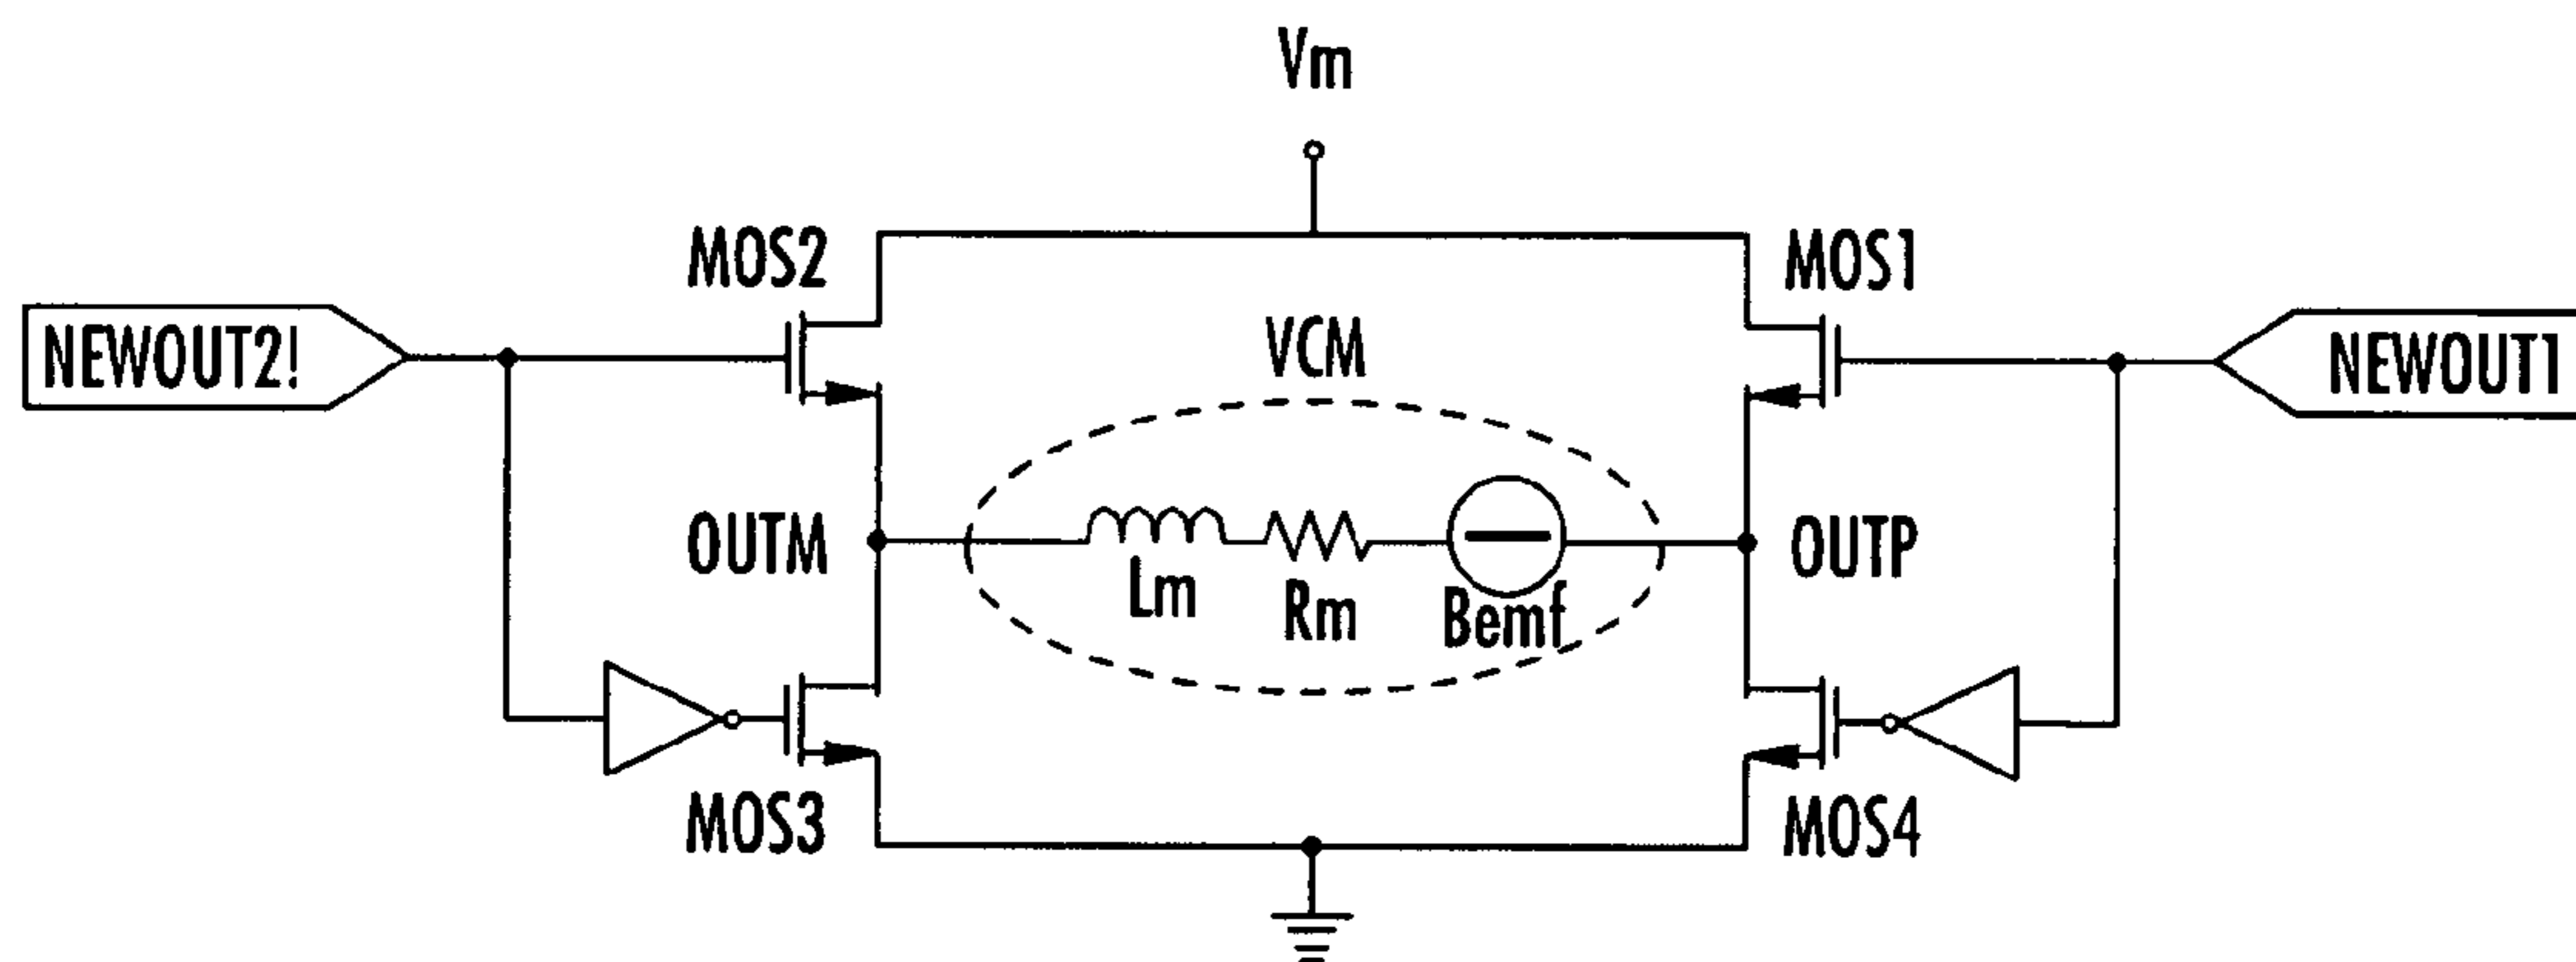 Vm
MOS2
MOS1
NEWOUT2!
VCM
NEWOUT1
OUTM
OUTP
Lm
Rm
Bemf
MOS3
MOS4